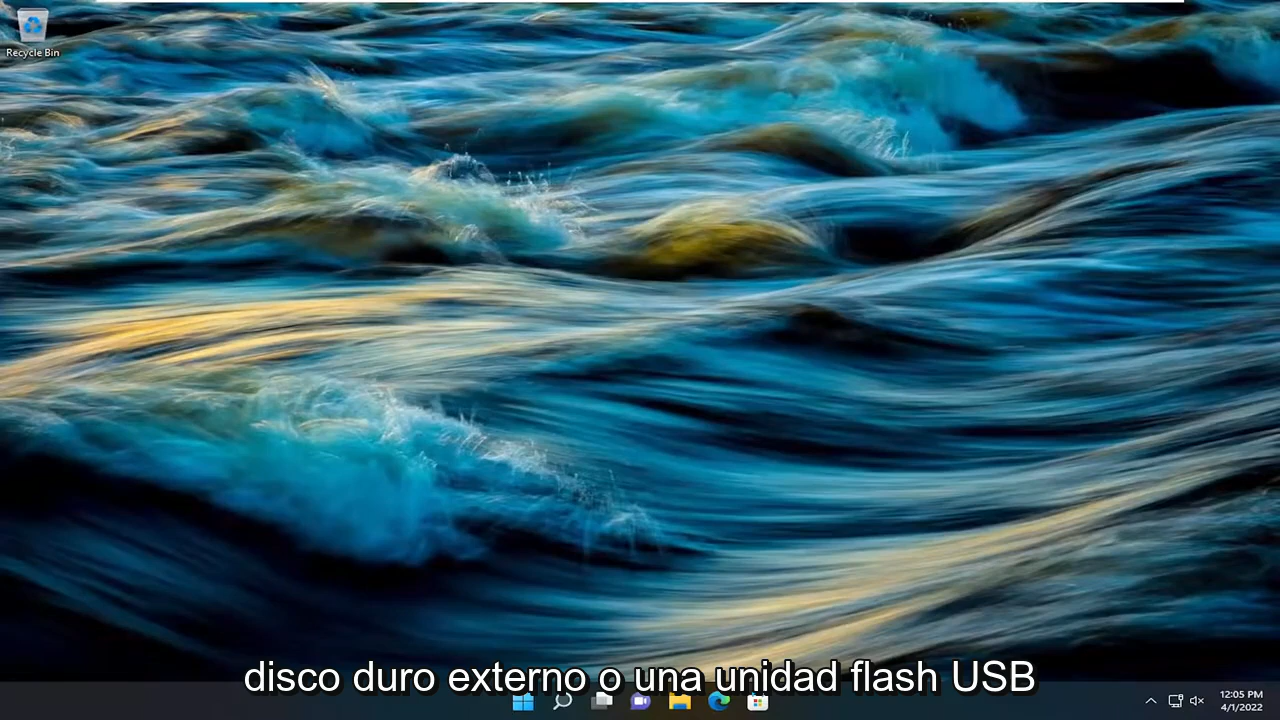 Recycle Bin
disco duro externo o una unidad flash USB
12:05 PM
4/1/2022